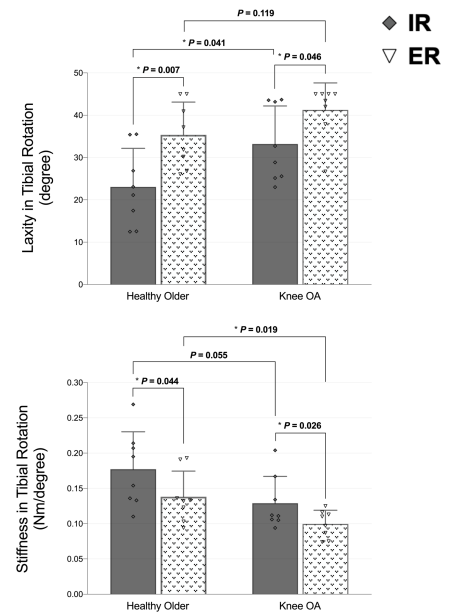 P = 0.119
IR
* P = 0.041
ER
* P = 0.007
* P = 0.046
50
40
30
20
10
0
Laxity in Tibial Rotation
(degree)
Healthy Older
Knee OA
* P = 0.019
P = 0.055
* P = 0.044
* P = 0.026
0.30
0.25
0.20
0.15
0.10
0.05
0.00
Stiffness in Tibial Rotation
(Nm/degree)
Healthy Older
Knee OA